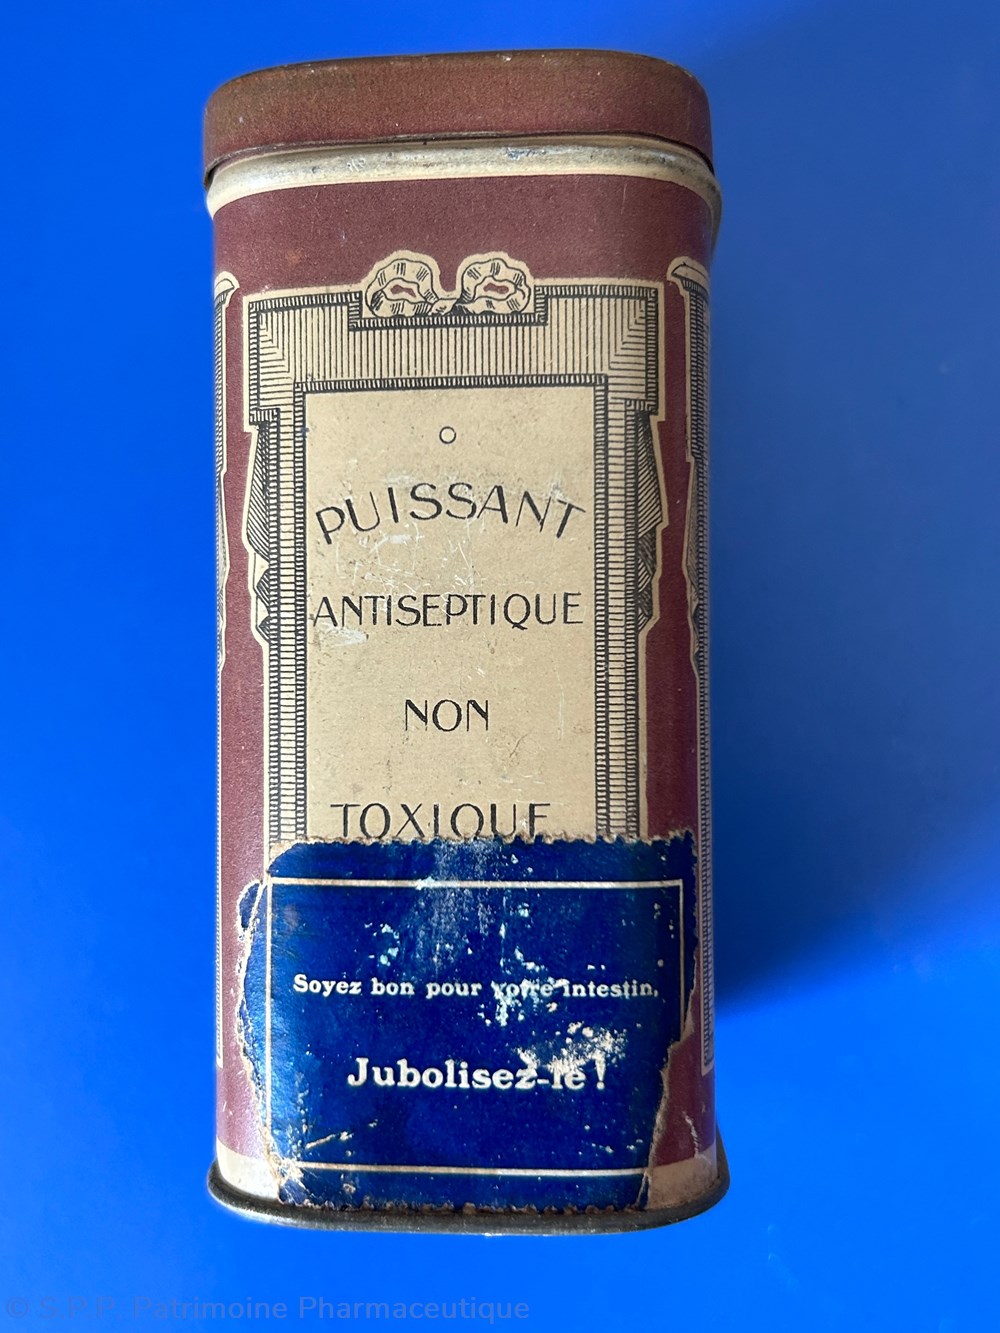 PUISSANT
ANTISEPTIQUE
NON
TOXIQUE
Soyez bon pour votre intestin,
Jubolisez-le !
© S.P.P. Patrimoine Pharmaceutique